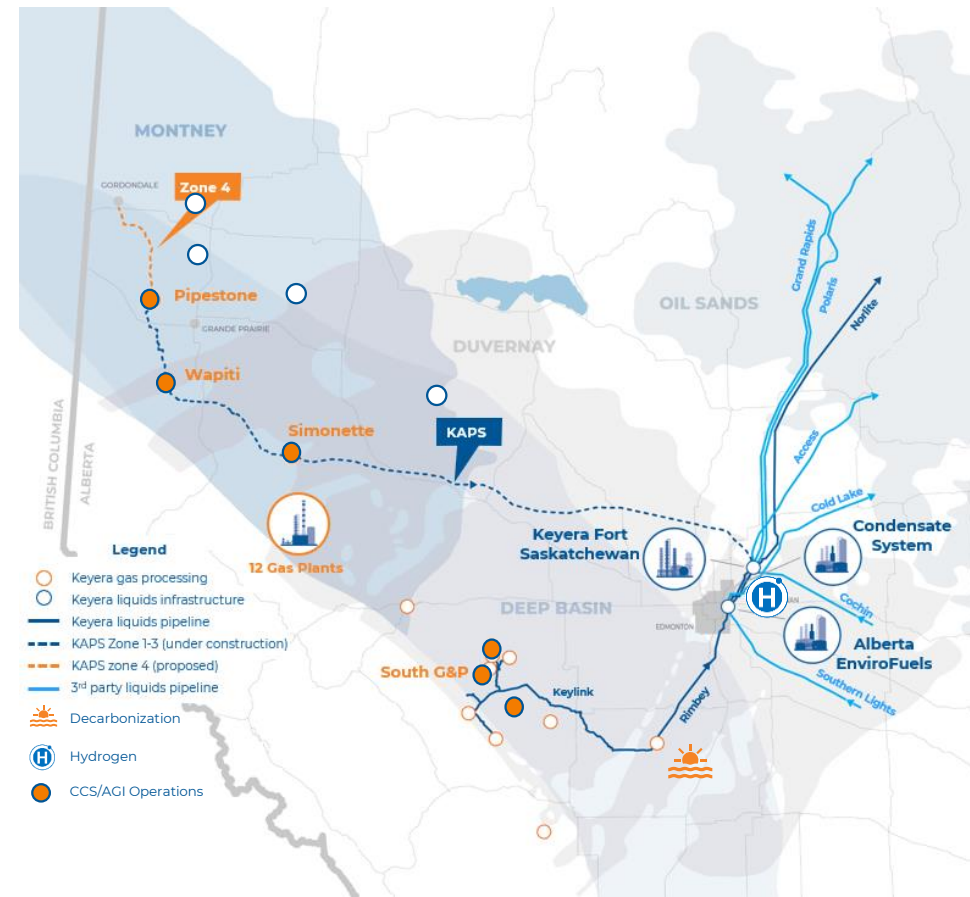 MONTNEY
GORDONDALE
Zone 4
Pipestone
GRANDE PRAIRIE
Wapiti
Simonette
KAPS
DUVERNAY
OIL SANDS
Grand Rapids
Polaris
Norlite
Access
Cold Lake
BRITISH COLUMBIA
ALBERTA
12 Gas Plants
Keyera Fort
Saskatchewan
Condensate
System
H
Cochin
EDMONTON
Alberta
EnviroFuels
Southern Lights
DEEP BASIN
South G&P
Keylink
Rimbey
Legend
Keyera gas processing
Keyera liquids infrastructure
Keyera liquids pipeline
KAPS Zone 1-3 (under construction)
KAPS zone 4 (proposed)
3rd party liquids pipeline
Decarbonization
H
Hydrogen
CCS/AGI Operations